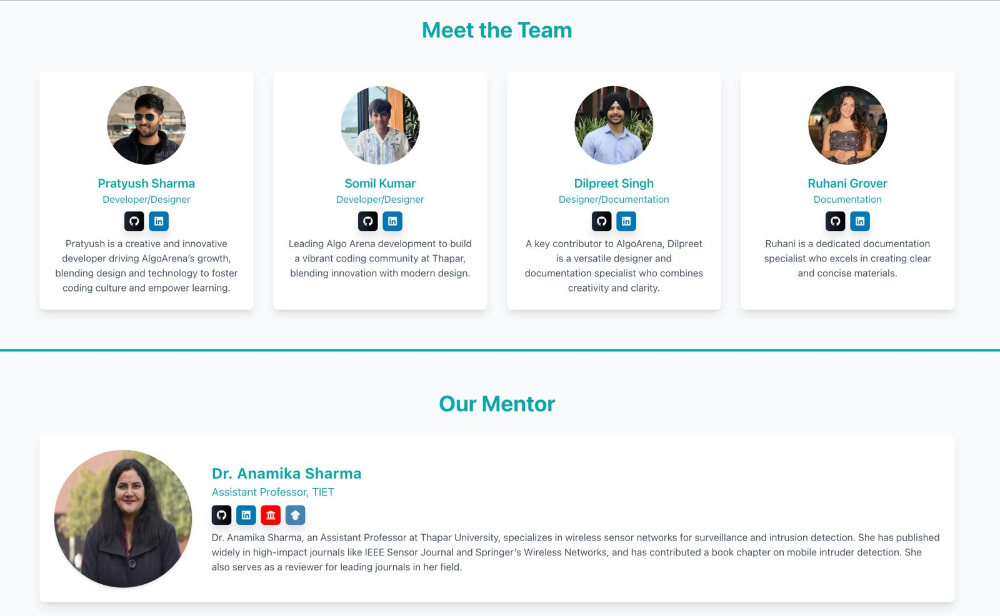 Meet the Team
Pratyush Sharma
Developer/Designer
Pratyush is a creative and innovative
developer driving AlgoArena’s growth,
blending design and technology to foster
coding culture and empower learning.
Somil Kumar
Developer/Designer
Leading Algo Arena development to build
a vibrant coding community at Thapar,
blending innovation with modern design.
Dilpreet Singh
Designer/Documentation
A key contributor to AlgoArena, Dilpreet
is a versatile designer and
documentation specialist who combines
creativity and clarity.
Ruhani Grover
Documentation
Ruhani is a dedicated documentation
specialist who excels in creating clear
and concise materials.
Our Mentor
Dr. Anamika Sharma
Assistant Professor, TIET
Dr. Anamika Sharma, an Assistant Professor at Thapar University, specializes in wireless sensor networks for surveillance and intrusion detection. She has published
widely in high-impact journals like IEEE Sensor Journal and Springer’s Wireless Networks, and has contributed a book chapter on mobile intruder detection. She
also serves as a reviewer for leading journals in her field.